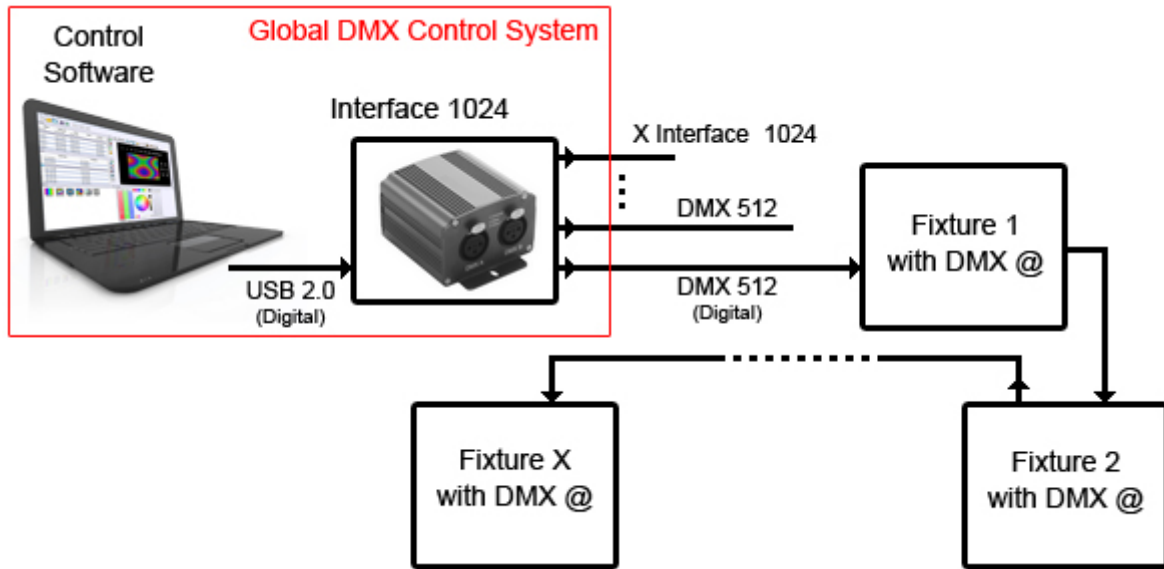 Global DMX Control System
Control
Software
Interface 1024
X Interface 1024
DMX 512
USB 2.0
(Digital)
DMX 512
(Digital)
Fixture 1
with DMX @
Fixture X
with DMX @
Fixture 2
with DMX @